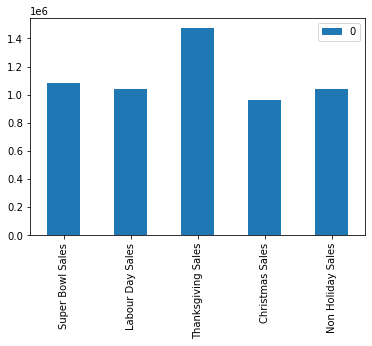 1e6
1.4
1.2
1.0
0.8
0.6
0.4
0.2
0.0
0
Super Bowl Sales
Labour Day Sales
Thanksgiving Sales
Christmas Sales
Non Holiday Sales